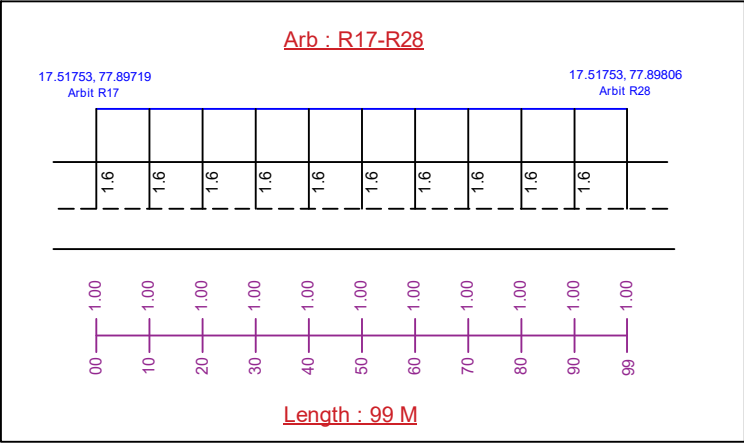 Arb : R17-R28
17.51753, 77.89719
Arbit R17
17.51753, 77.89806
Arbit R28
1.6 1.6 1.6 1.6 1.6 1.6 1.6 1.6 1.6 1.6
1.00 1.00 1.00 1.00 1.00 1.00 1.00 1.00 1.00 1.00 1.00
00 10 20 30 40 50 60 70 80 90 99
Length : 99 M